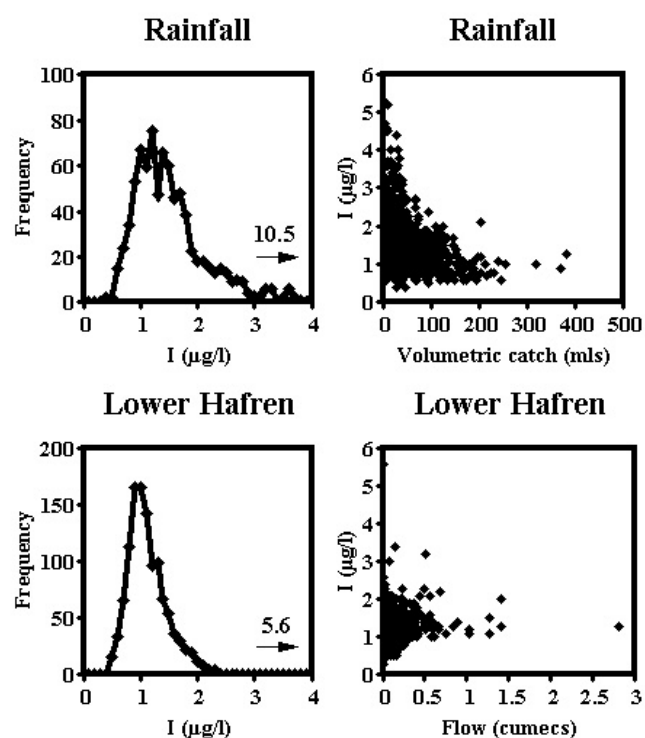 Rainfall
100
80
60
40
20
0
Frequency
10.5
0 1 2 3 4
I (µg/l)
Rainfall
6
5
4
3
2
1
0
I (µg/l)
0 100 200 300 400 500
Volumetric catch (mls)
Lower Hafren
200
150
100
50
0
Frequency
5.6
0 1 2 3 4
I (µg/l)
Lower Hafren
6
5
4
3
2
1
0
I (µg/l)
0 0.5 1 1.5 2 2.5 3
Flow (cumecs)